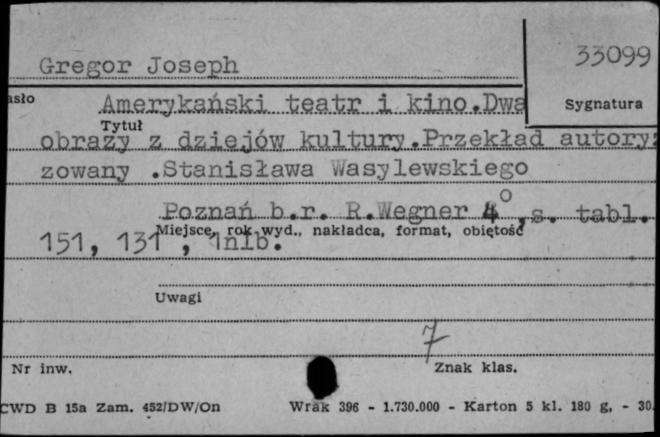 Gregor Joseph
33099
asło
Amerykański teatr i kino.Dwa
Sygnatura
Tytuł
obrazy z dziejów kultury.Przekład autory
zowany .Stanisława Wasylewskiego
Poznań b.r. R.Wegner 4°,s. tabl.
Miejsce, rok wyd., nakładca, format, objętość
151, 131 , 1nlb.
Uwagi
7
Nr inw.
Znak klas.
CWD B 15a Zam. 452/DW/On
Wrak 396 - 1.730.000 - Karton 5 kl. 180 g, - 30.